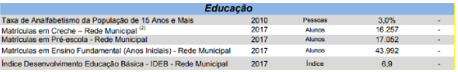 Educação
Taxa de Analfabetismo da População de 15 Anos e Mais 2010 Pessoas 3,0% -
Matrículas em Creche – Rede Municipal (2) 2017 Alunos 16.257 -
Matrículas em Pré-escola - Rede Municipal 2017 Alunos 17.052 -
Matrículas em Ensino Fundamental (Anos Iniciais) - Rede Municipal 2017 Alunos 43.992 -
Índice Desenvolvimento Educação Básica - IDEB - Rede Municipal 2017 Índice 6,9 -